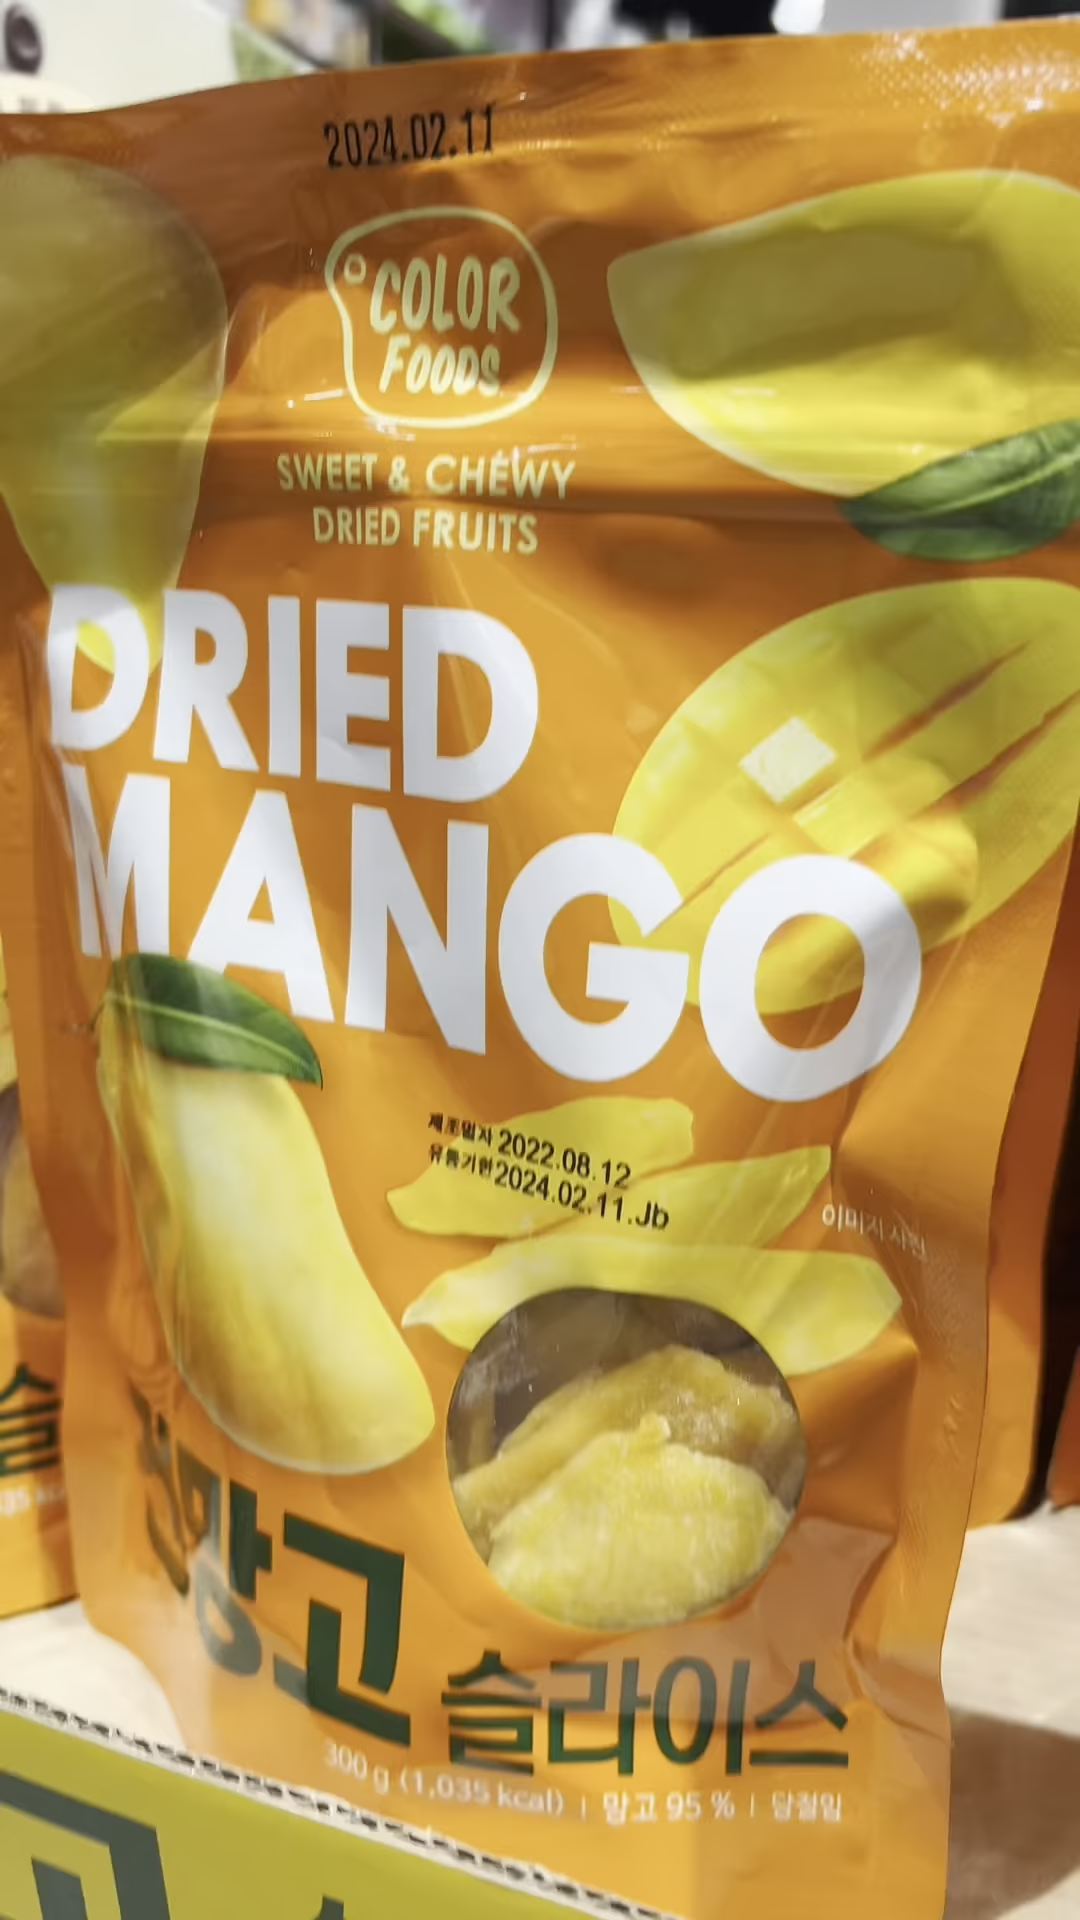 2024.02.11
COLOR
FOODS
SWEET & CHEWY
DRIED FRUITS
DRIED
MANGO
제조일자 2022.08.12
유통기한 2024.02.11.Jb
이미지 사진
망고 슬라이스
300 g (1,035 kcal) | 망고 95 % | 당절임
슬